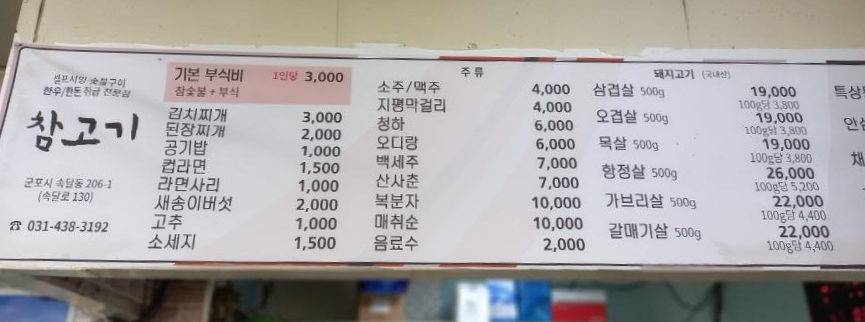 셀프시장 숯불구이
한우/한돈 취급 전문점
참고기
군포시 속달동 206-1
(속달로 130)
☎ 031-438-3192
기본 부식비 1인당 3,000
참숯불 + 부식
김치찌개 3,000
된장찌개 2,000
공기밥 1,000
컵라면 1,500
라면사리 1,000
새송이버섯 2,000
고추 1,000
소세지 1,500
주 류
소주/맥주 4,000
지평막걸리 4,000
청하 6,000
오디랑 6,000
백세주 7,000
산사춘 7,000
복분자 10,000
매취순 10,000
음료수 2,000
돼지고기 (국내산)
삼겹살 500g 19,000
100g당 3,800
오겹살 500g 19,000
100g당 3,800
목살 500g 19,000
100g당 3,800
항정살 500g 26,000
100g당 5,200
가브리살 500g 22,000
100g당 4,400
갈매기살 500g 22,000
100g당 4,400
특상
안심
채